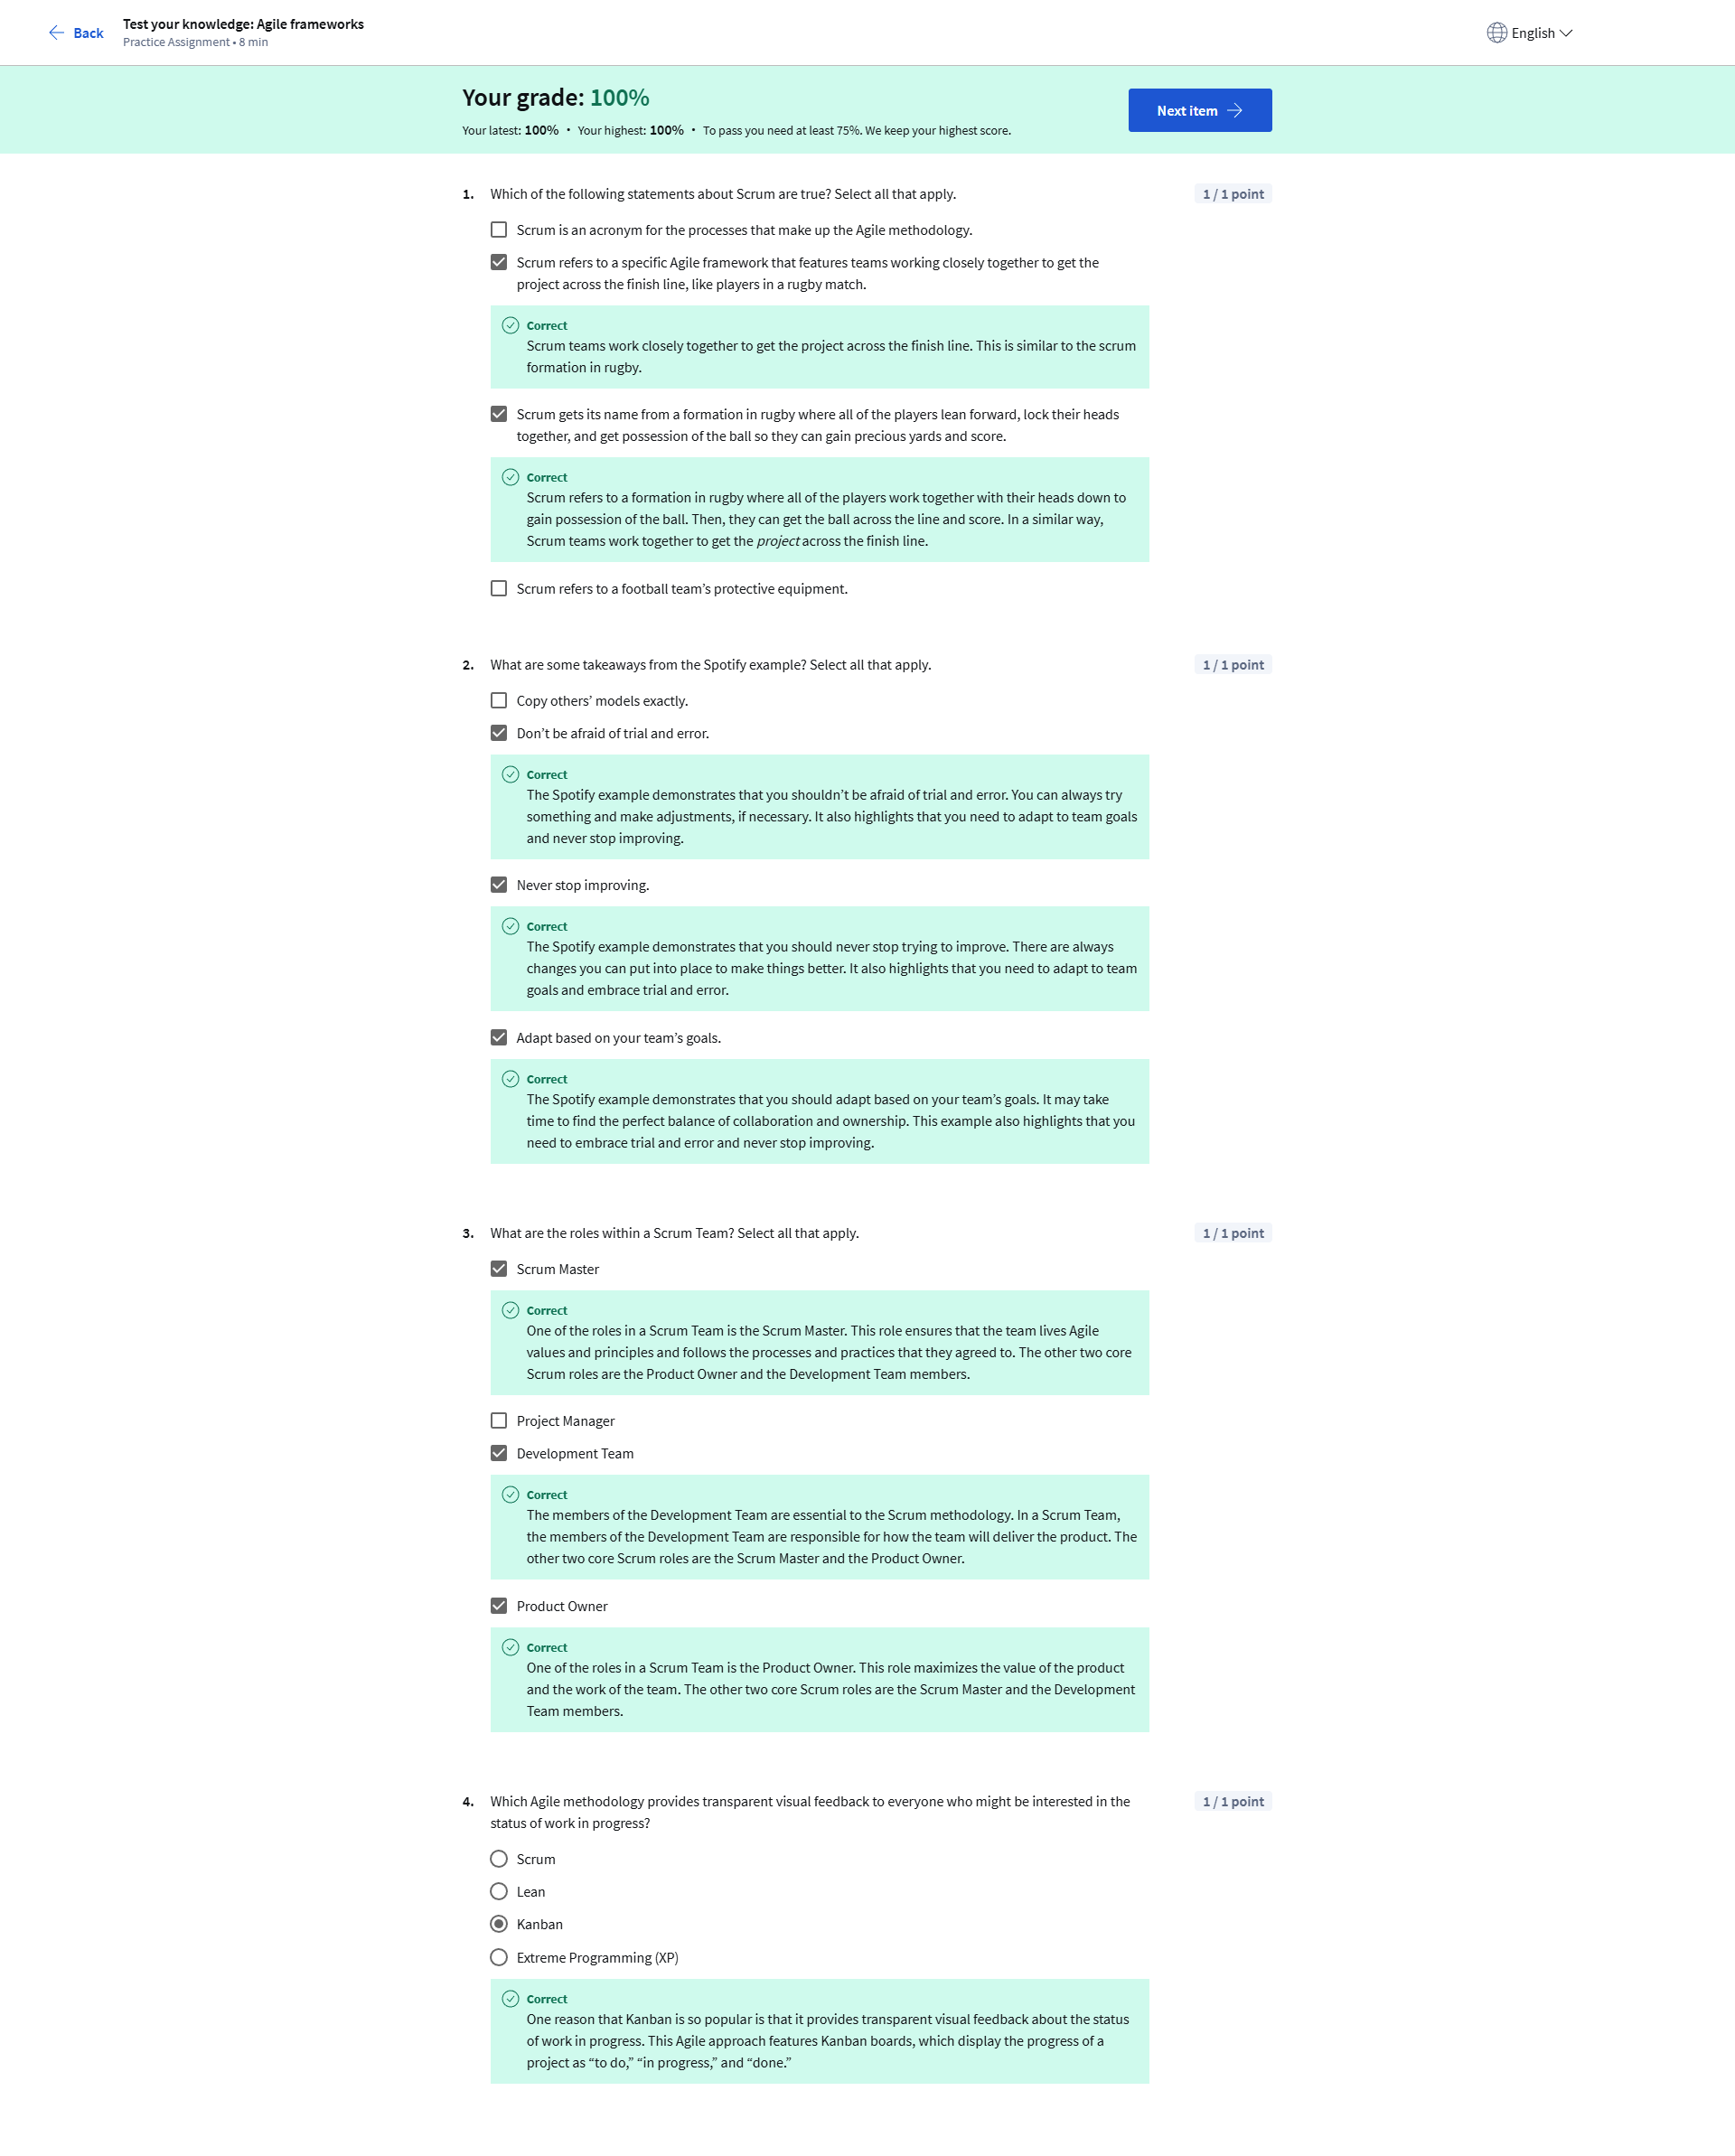 Back
Test your knowledge: Agile frameworks
Practice Assignment • 8 min
English
Your grade: 100%
Your latest: 100% • Your highest: 100% • To pass you need at least 75%. We keep your highest score.
Next item
1. Which of the following statements about Scrum are true? Select all that apply.
1 / 1 point
Scrum is an acronym for the processes that make up the Agile methodology.
Scrum refers to a specific Agile framework that features teams working closely together to get the
project across the finish line, like players in a rugby match.
Correct
Scrum teams work closely together to get the project across the finish line. This is similar to the scrum
formation in rugby.
Scrum gets its name from a formation in rugby where all of the players lean forward, lock their heads
together, and get possession of the ball so they can gain precious yards and score.
Correct
Scrum refers to a formation in rugby where all of the players work together with their heads down to
gain possession of the ball. Then, they can get the ball across the line and score. In a similar way,
Scrum teams work together to get the project across the finish line.
Scrum refers to a football team’s protective equipment.
2. What are some takeaways from the Spotify example? Select all that apply.
1 / 1 point
Copy others’ models exactly.
Don’t be afraid of trial and error.
Correct
The Spotify example demonstrates that you shouldn’t be afraid of trial and error. You can always try
something and make adjustments, if necessary. It also highlights that you need to adapt to team goals
and never stop improving.
Never stop improving.
Correct
The Spotify example demonstrates that you should never stop trying to improve. There are always
changes you can put into place to make things better. It also highlights that you need to adapt to team
goals and embrace trial and error.
Adapt based on your team’s goals.
Correct
The Spotify example demonstrates that you should adapt based on your team’s goals. It may take
time to find the perfect balance of collaboration and ownership. This example also highlights that you
need to embrace trial and error and never stop improving.
3. What are the roles within a Scrum Team? Select all that apply.
1 / 1 point
Scrum Master
Correct
One of the roles in a Scrum Team is the Scrum Master. This role ensures that the team lives Agile
values and principles and follows the processes and practices that they agreed to. The other two core
Scrum roles are the Product Owner and the Development Team members.
Project Manager
Development Team
Correct
The members of the Development Team are essential to the Scrum methodology. In a Scrum Team,
the members of the Development Team are responsible for how the team will deliver the product. The
other two core Scrum roles are the Scrum Master and the Product Owner.
Product Owner
Correct
One of the roles in a Scrum Team is the Product Owner. This role maximizes the value of the product
and the work of the team. The other two core Scrum roles are the Scrum Master and the Development
Team members.
4. Which Agile methodology provides transparent visual feedback to everyone who might be interested in the
status of work in progress?
1 / 1 point
Scrum
Lean
Kanban
Extreme Programming (XP)
Correct
One reason that Kanban is so popular is that it provides transparent visual feedback about the status
of work in progress. This Agile approach features Kanban boards, which display the progress of a
project as “to do,” “in progress,” and “done.”